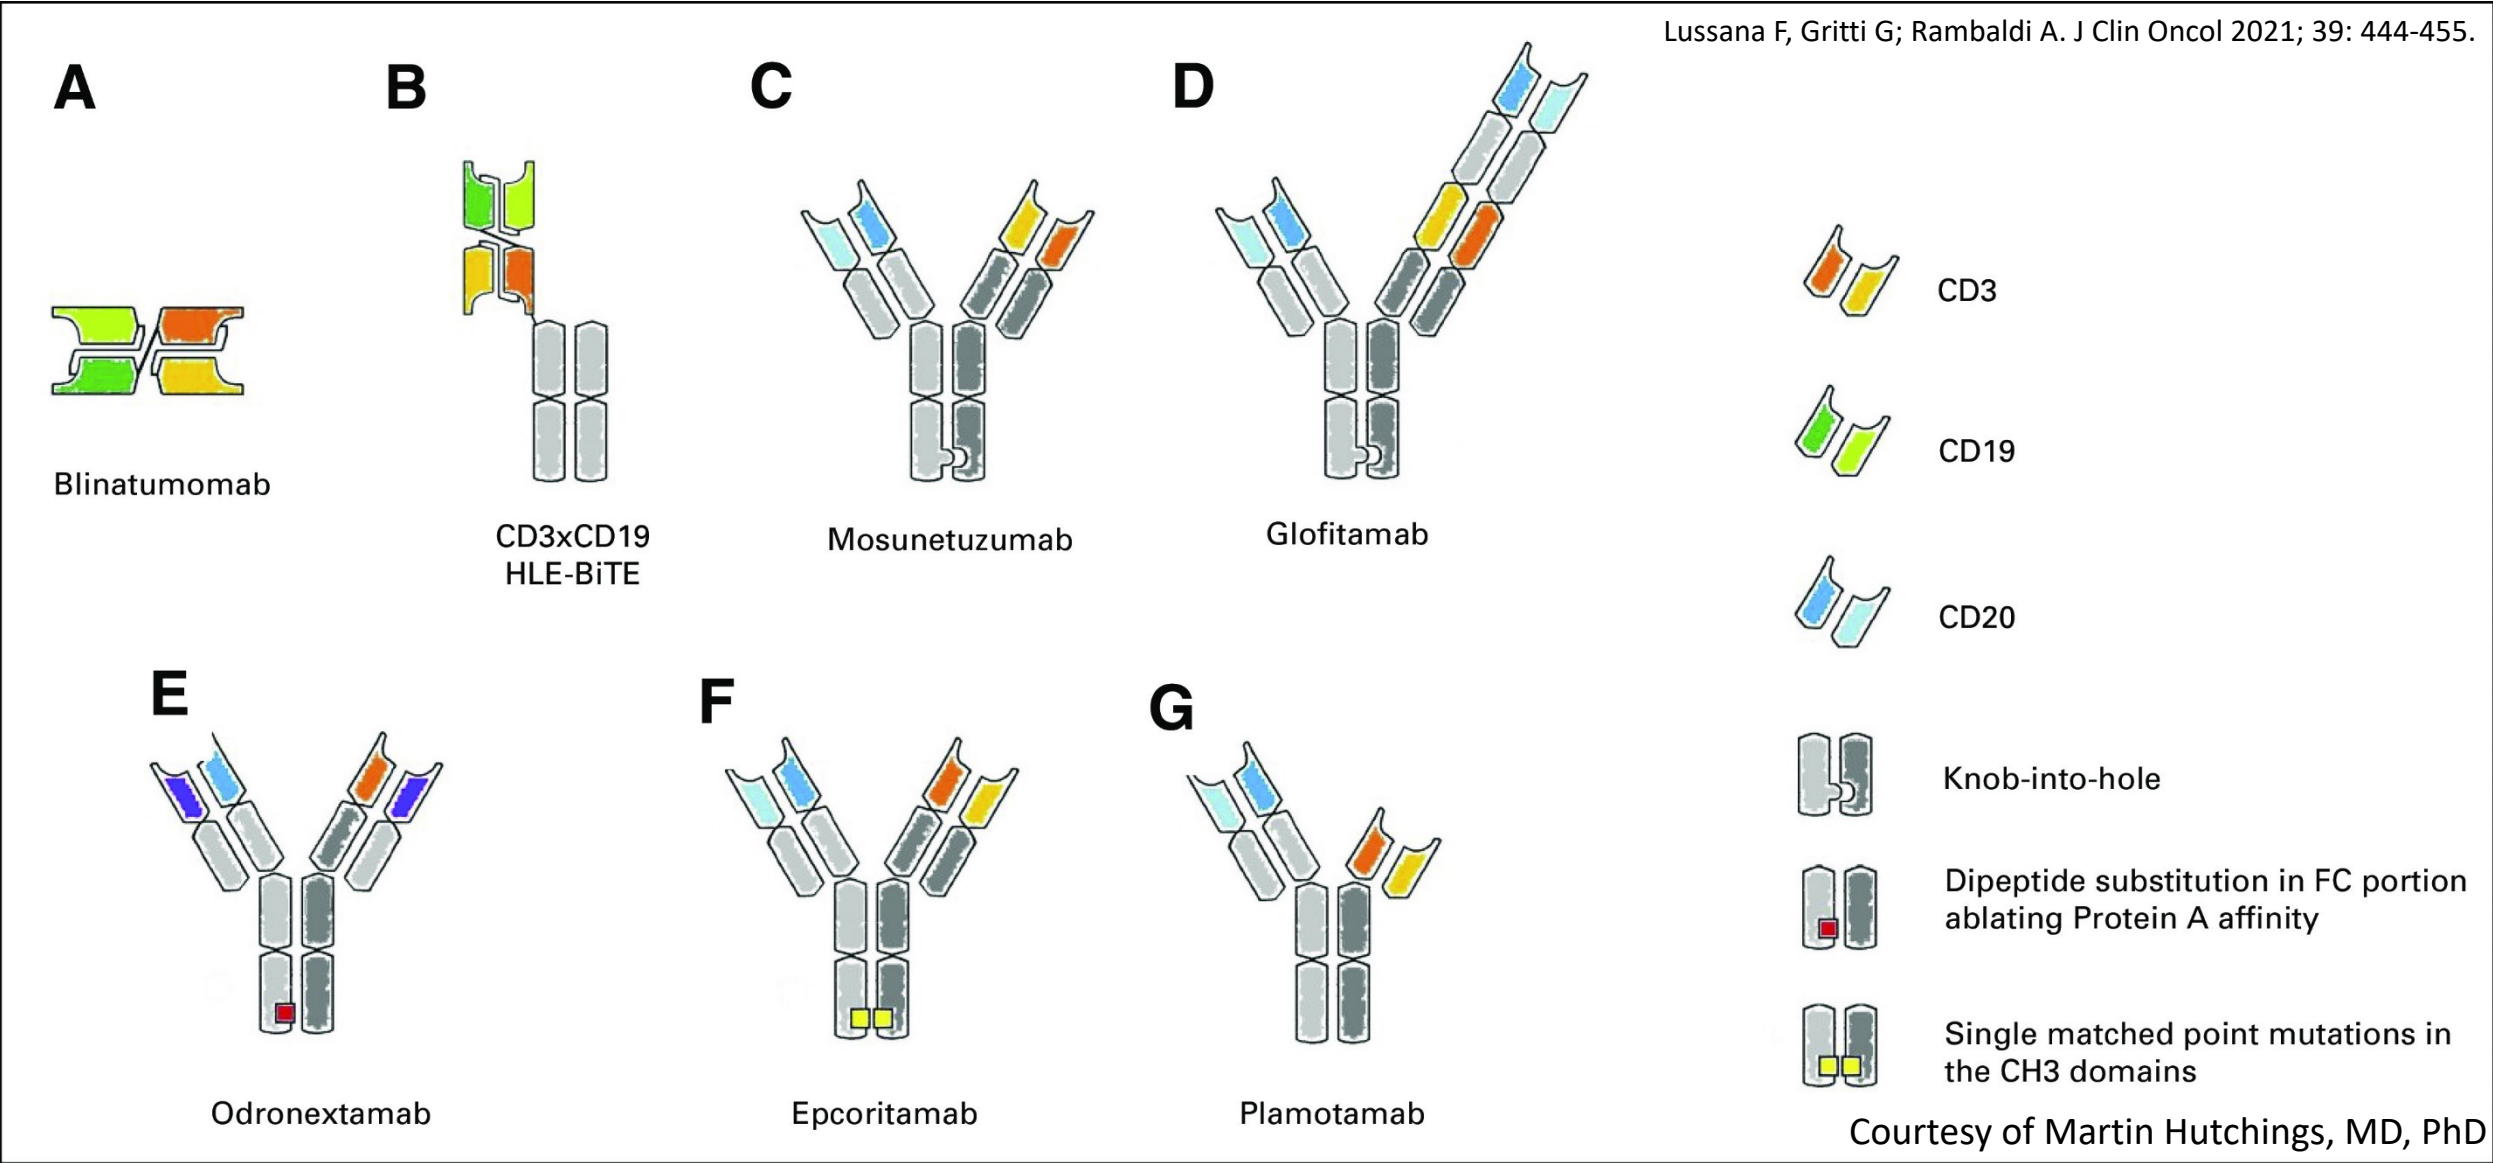 Lussana F, Gritti G; Rambaldi A. J Clin Oncol 2021; 39: 444-455.
A
B
C
D
Blinatumomab
CD3xCD19
HLE-BiTE
Mosunetuzumab
Glofitamab
CD3
CD19
CD20
Knob-into-hole
Dipeptide substitution in FC portion
ablating Protein A affinity
Single matched point mutations in
the CH3 domains
E
F
G
Odronextamab
Epcoritamab
Plamotamab
Courtesy of Martin Hutchings, MD, PhD